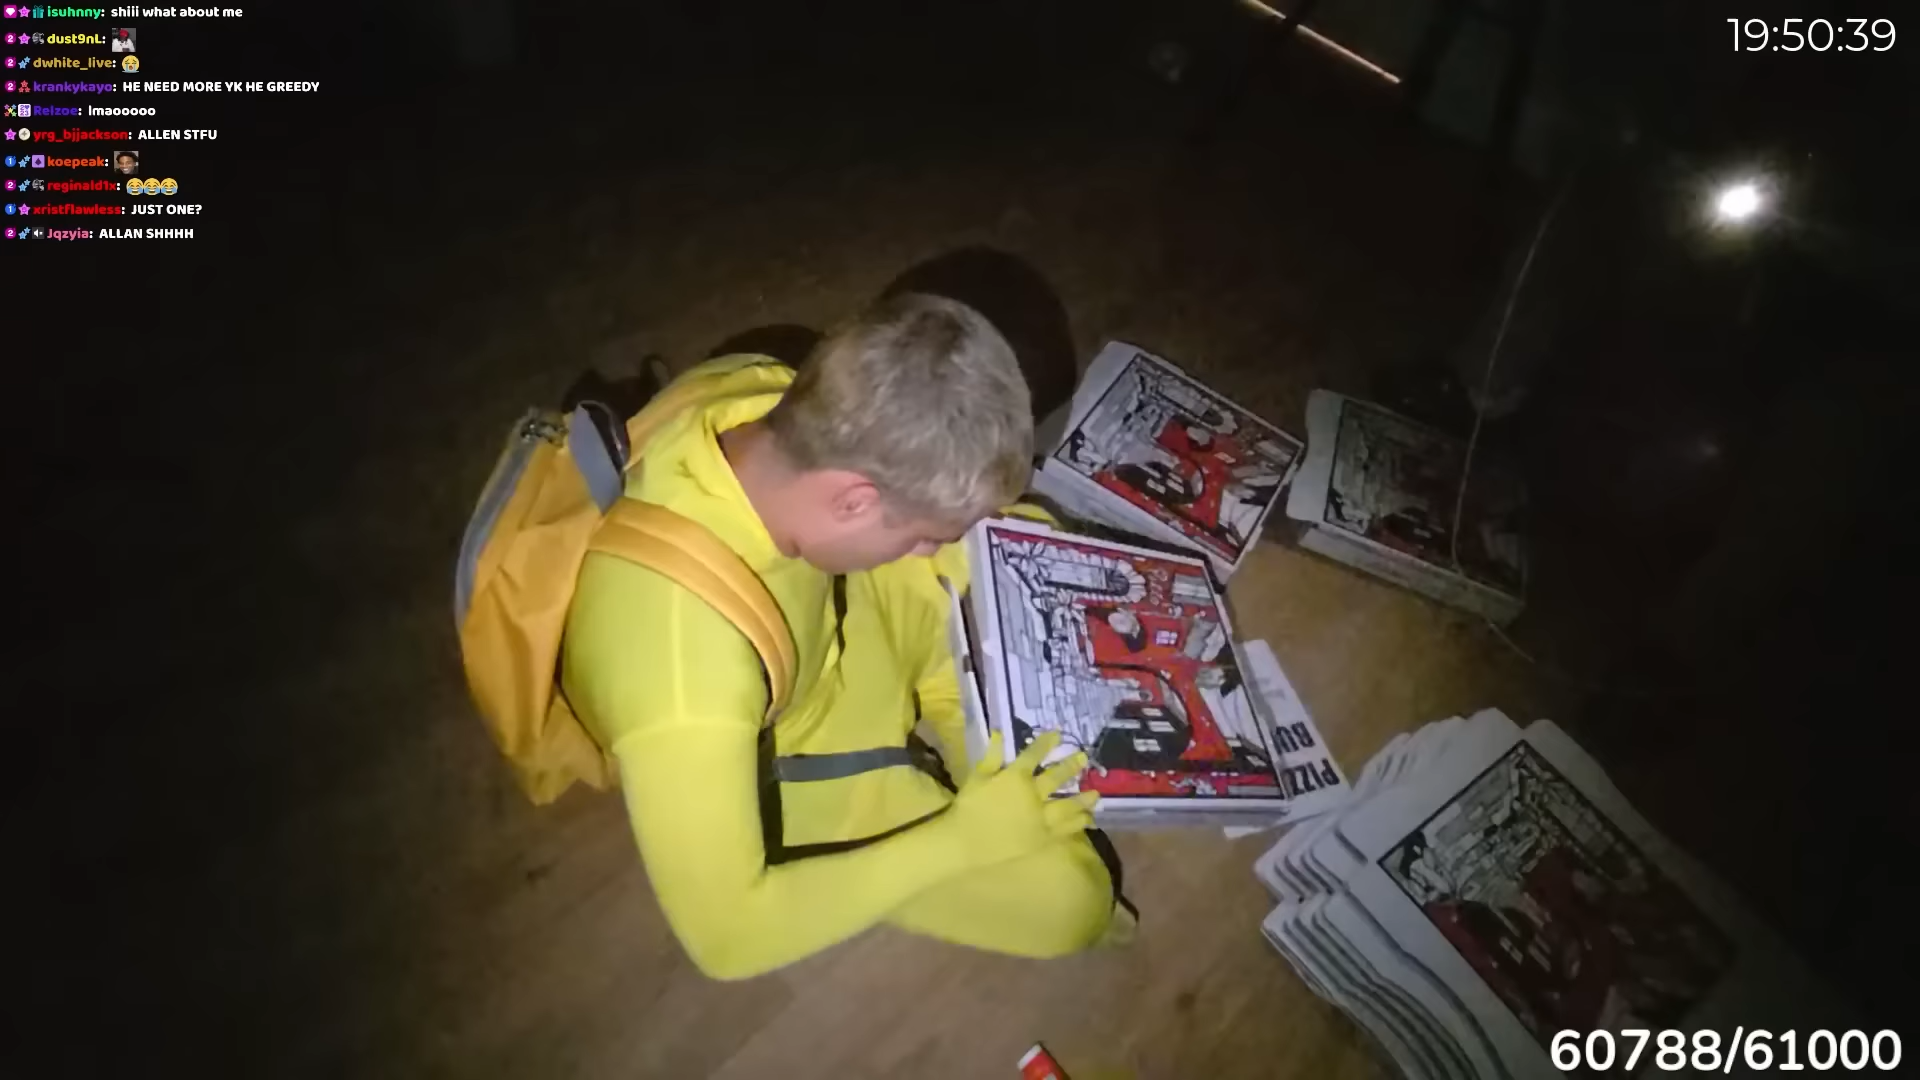 isuhnny: shiii what about me
19:50:39
dust9nL:
dwhite_live:
krankykayo: HE NEED MORE YK HE GREEDY
Relzoe: lmaooooo
yrg_bjjackson: ALLEN STFU
koepeak:
reginald1x:
xristflawless: JUST ONE?
Jqzyia: ALLAN SHHHH
60788/61000